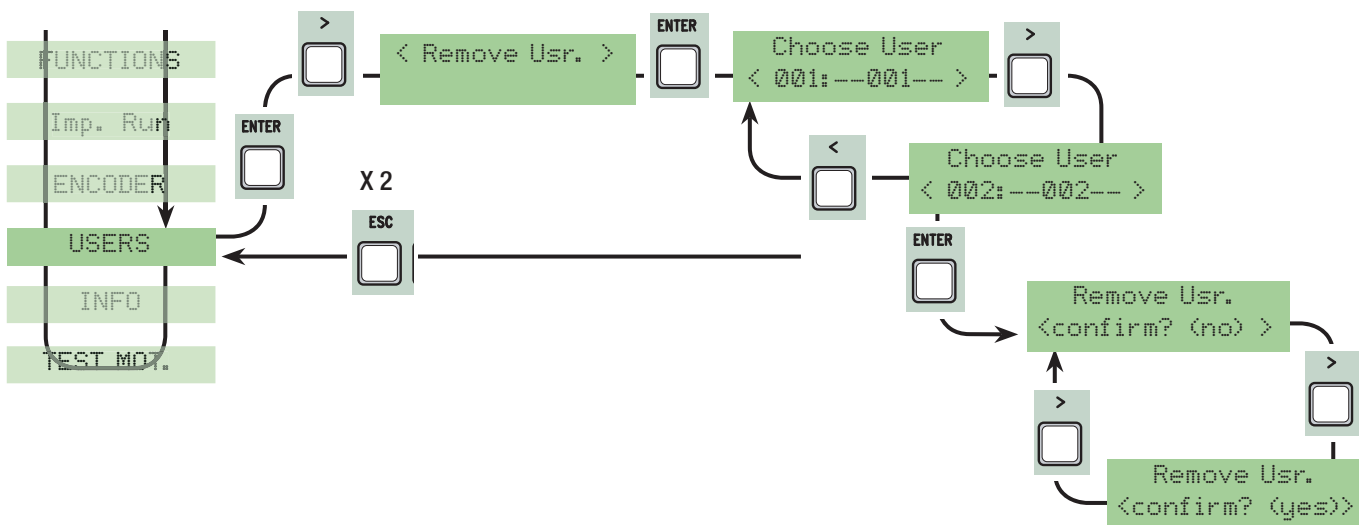 FUNCTIONS
Imp. Run
ENCODER
USERS
INFO
TEST MOT.
ENTER
>
< Remove Usr. >
ENTER
Choose User
< 001:--001-- >
>
Choose User
< 002:--002-- >
<
X 2
ESC
ENTER
Remove Usr.
<confirm? (no) >
>
Remove Usr.
<confirm? (yes)>
>